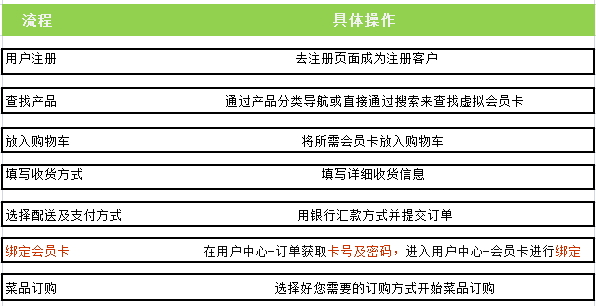 流程 具体操作
用户注册 去注册页面成为注册客户
查找产品 通过产品分类导航或直接通过搜索来查找虚拟会员卡
放入购物车 将所需会员卡放入购物车
填写收货方式 填写详细收货信息
选择配送及支付方式 用银行汇款方式并提交订单
绑定会员卡 在用户中心-订单获取卡号及密码，进入用户中心-会员卡进行绑定
菜品订购 选择好您需要的订购方式开始菜品订购